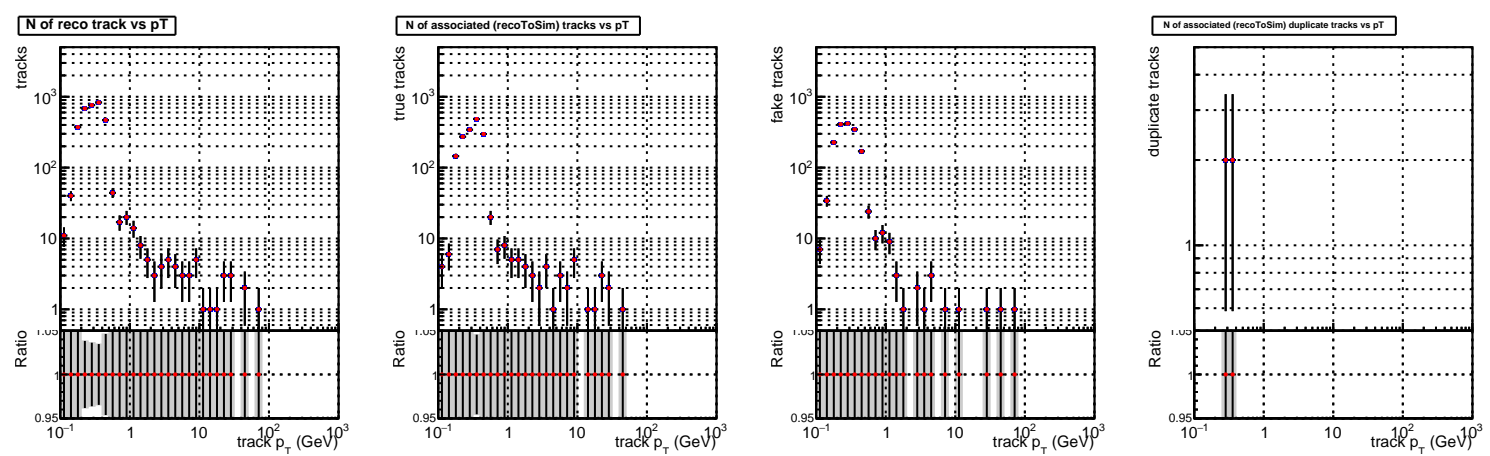 N of reco track vs pT
tracks
10³
10²
10
1
Ratio
1.05
1
0.95
10⁻¹ 1 10 10² 10³
track p_T (GeV)
N of associated (recoToSim) tracks vs pT
true tracks
10³
10²
10
1
Ratio
1.05
1
0.95
10⁻¹ 1 10 10² 10³
track p_T (GeV)
fake tracks
10³
10²
10
1
Ratio
1.05
1
0.95
10⁻¹ 1 10 10² 10³
track p_T (GeV)
N of associated (recoToSim) duplicate tracks vs pT
duplicate tracks
1
Ratio
1.05
1
0.95
10⁻¹ 1 10 10² 10³
track p_T (GeV)